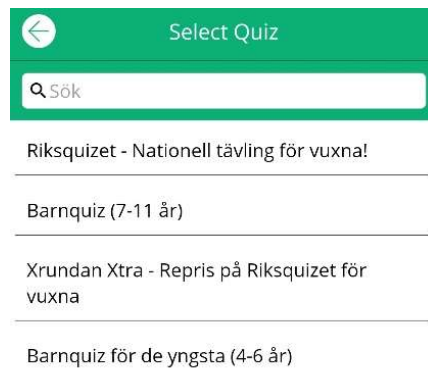 Select Quiz
Sök
Riksquizet - Nationell tävling för vuxna!
Barnquiz (7-11 år)
Xrundan Xtra - Repris på Riksquizet för
vuxna
Barnquiz för de yngsta (4-6 år)